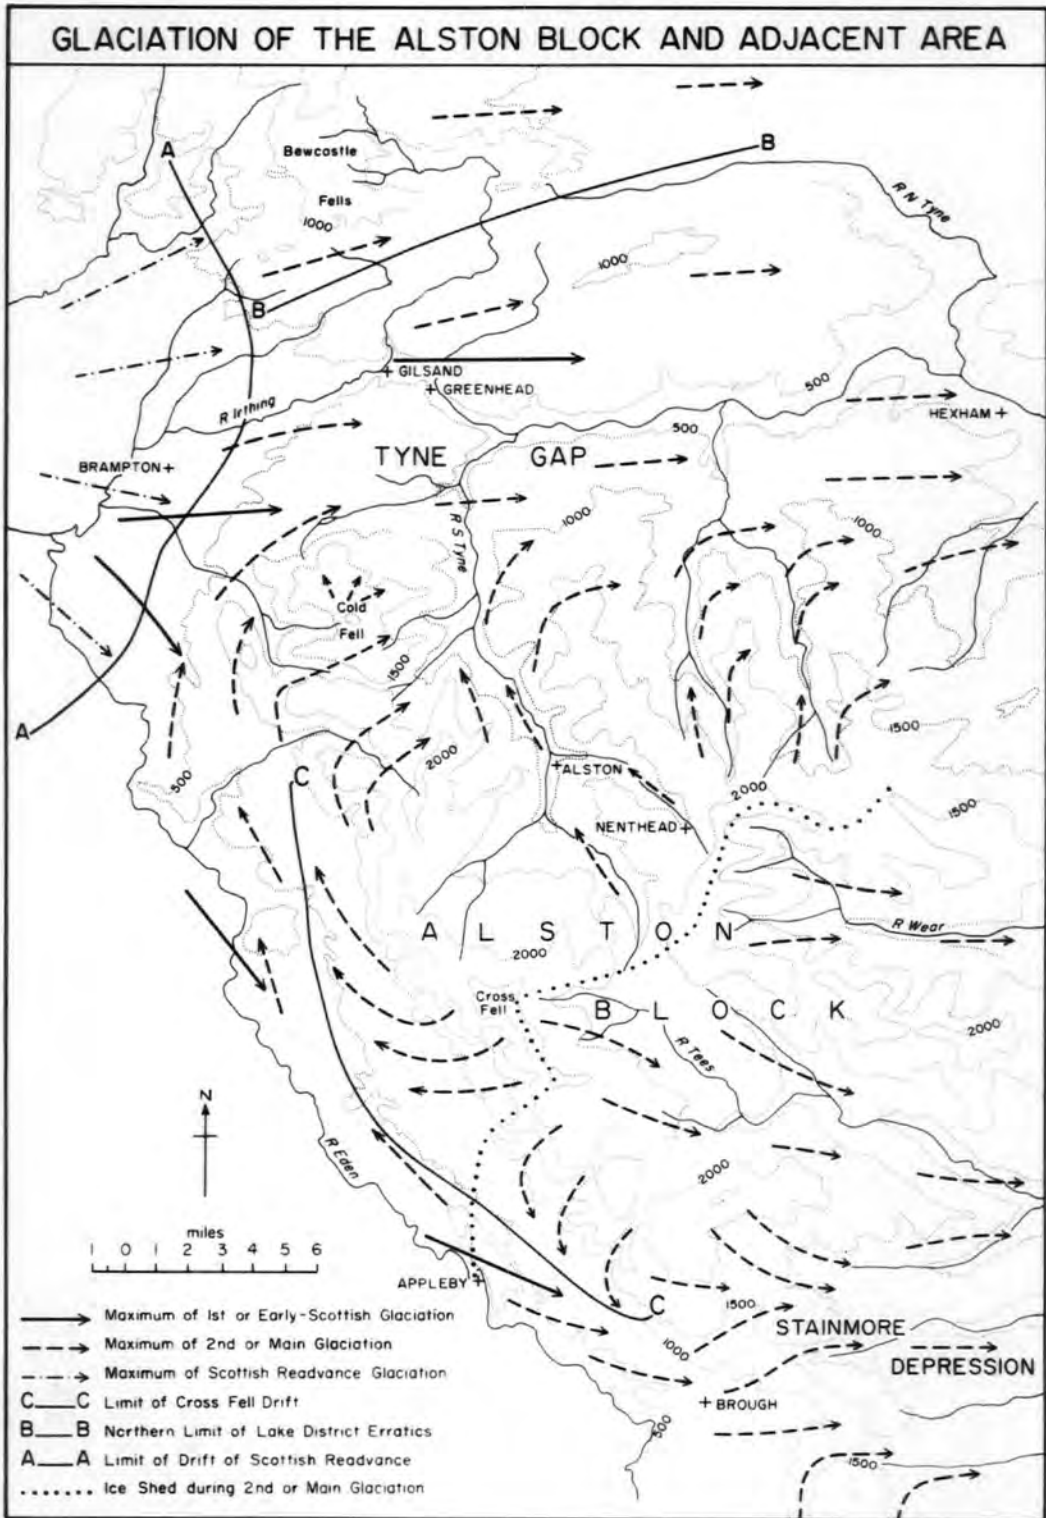 GLACIATION OF THE ALSTON BLOCK AND ADJACENT AREA
A
B
Bewcastle
Fells
1000
R N Tyne
1000
B
GILSAND
GREENHEAD
500
R Irthing
HEXHAM
500
TYNE GAP
BRAMPTON
1000
1000
R S Tyne
Cold
Fell
1500
A
1500
500
C
2000
ALSTON
2000
1500
NENTHEAD
ALSTON
R Wear
2000
Cross
Fell
BLOCK
2000
R Tees
N
R Eden
2000
miles
1 0 1 2 3 4 5 6
APPLEBY
C
1500
STAINMORE
1000
DEPRESSION
BROUGH
500
1500
Maximum of 1st or Early-Scottish Glaciation
Maximum of 2nd or Main Glaciation
Maximum of Scottish Readvance Glaciation
C C Limit of Cross Fell Drift
B B Northern Limit of Lake District Erratics
A A Limit of Drift of Scottish Readvance
Ice Shed during 2nd or Main Glaciation